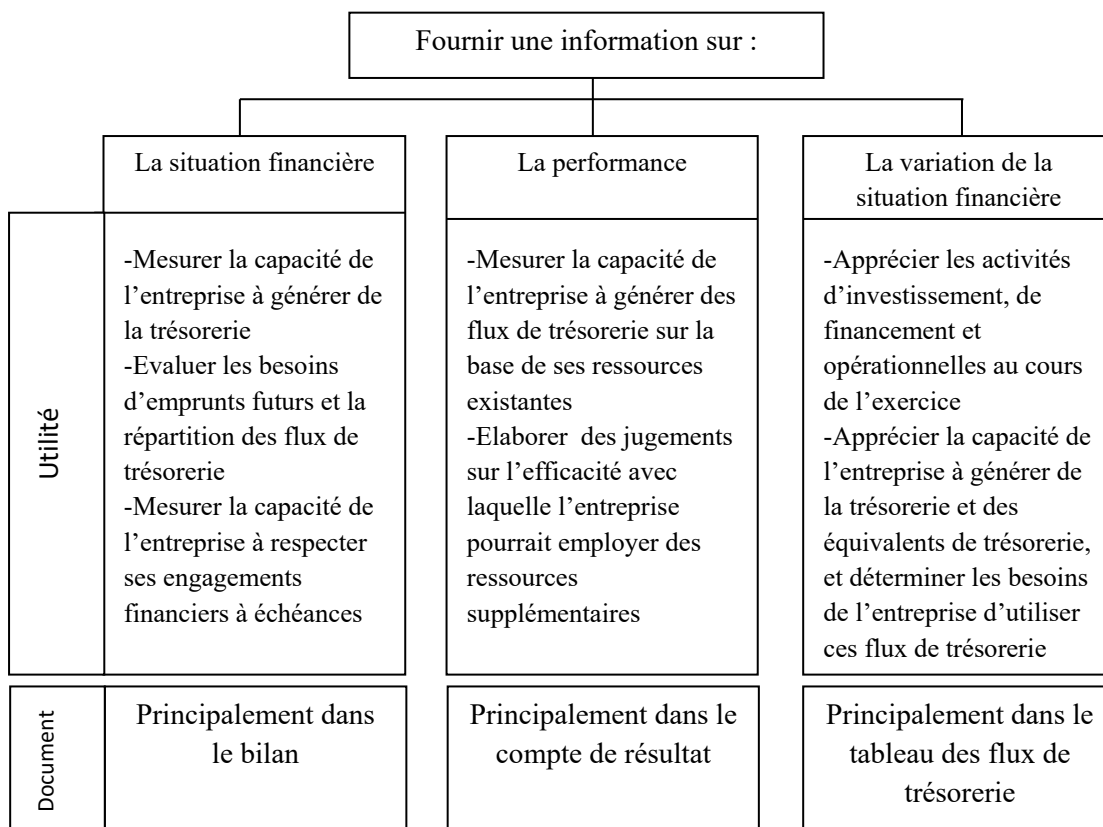 Fournir une information sur :
La situation financière
La performance
La variation de la
situation financière
Utilité
-Mesurer la capacité de
l’entreprise à générer de
la trésorerie
-Evaluer les besoins
d’emprunts futurs et la
répartition des flux de
trésorerie
-Mesurer la capacité de
l’entreprise à respecter
ses engagements
financiers à échéances
-Mesurer la capacité de
l’entreprise à générer des
flux de trésorerie sur la
base de ses ressources
existantes
-Elaborer des jugements
sur l’efficacité avec
laquelle l’entreprise
pourrait employer des
ressources
supplémentaires
-Apprécier les activités
d’investissement, de
financement et
opérationnelles au cours
de l’exercice
-Apprécier la capacité de
l’entreprise à générer de
la trésorerie et des
équivalents de trésorerie,
et déterminer les besoins
de l’entreprise d’utiliser
ces flux de trésorerie
Document
Principalement dans
le bilan
Principalement dans le
compte de résultat
Principalement dans le
tableau des flux de
trésorerie